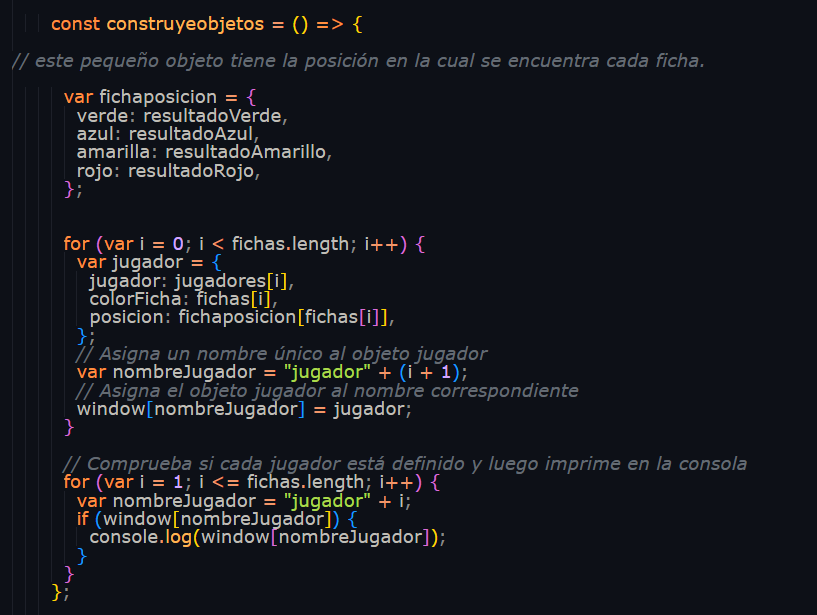 const construyeobjetos = () => {
// este pequeño objeto tiene la posición en la cual se encuentra cada ficha.
var fichaposicion = {
verde: resultadoVerde,
azul: resultadoAzul,
amarilla: resultadoAmarillo,
rojo: resultadoRojo,
};
for (var i = 0; i < fichas.length; i++) {
var jugador = {
jugador: jugadores[i],
colorFicha: fichas[i],
posicion: fichaposicion[fichas[i]],
};
// Asigna un nombre único al objeto jugador
var nombreJugador = "jugador" + (i + 1);
// Asigna el objeto jugador al nombre correspondiente
window[nombreJugador] = jugador;
}
// Comprueba si cada jugador está definido y luego imprime en la consola
for (var i = 1; i <= fichas.length; i++) {
var nombreJugador = "jugador" + i;
if (window[nombreJugador]) {
console.log(window[nombreJugador]);
}
}
};